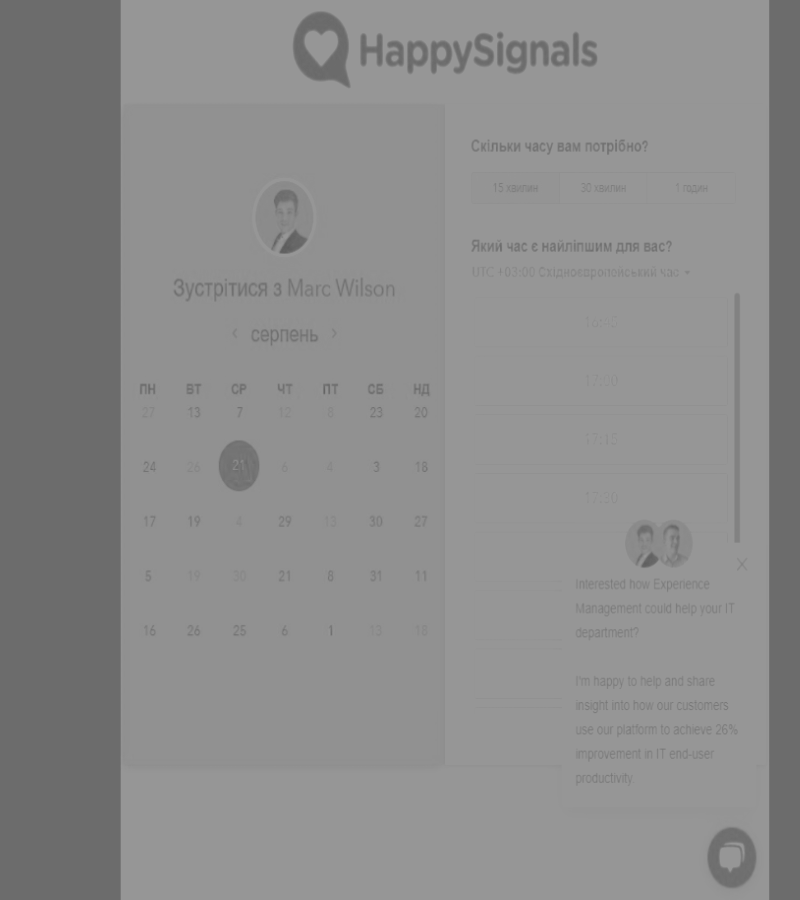 HappySignals
Зустрітися з Marc Wilson
серпень
ПН ВТ СР ЧТ ПТ СБ НД
27 13 7 12 6 23 20
24 26 21 6 4 3 18
17 19 4 29 13 30 27
5 19 30 21 8 31 11
16 26 25 6 1 13 18
Скільки часу вам потрібно?
15 хвилин 30 хвилин 1 годин
Який час є найліпшим для вас?
UTC +03:00 Східноєвропейський час
16:45
17:00
17:15
17:30
X
Interested how Experience
Management could help your IT
department?
I'm happy to help and share
insight into how our customers
use our platform to achieve 26%
improvement in IT end-user
productivity.